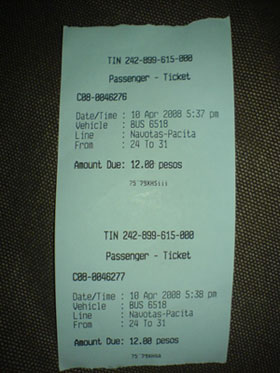 TIN 242-899-615-000
Passenger - Ticket
C08-0046276
Date/Time : 10 Apr 2008 5:37 pm
Vehicle : BUS 6518
Line : Navotas-Pacita
From : 24 To 31
Amount Due: 12.00 pesos
TIN 242-899-615-000
Passenger - Ticket
C08-0046277
Date/Time : 10 Apr 2008 5:38 pm
Vehicle : BUS 6518
Line : Navotas-Pacita
From : 24 To 31
Amount Due: 12.00 pesos